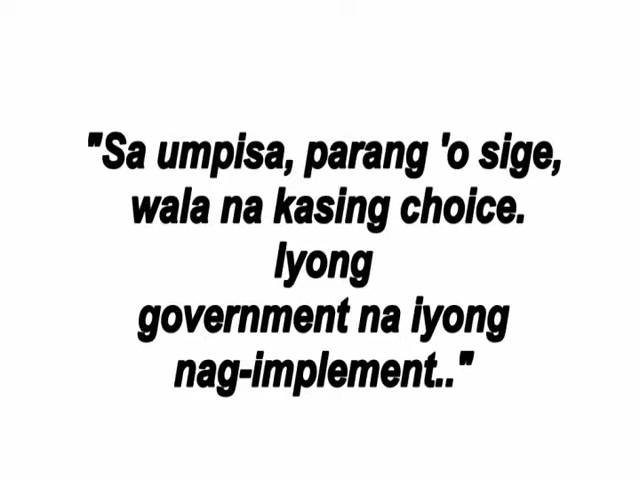 "Sa umpisa, parang 'o sige,
wala na kasing choice.
Iyong
government na iyong
nag-implement.."